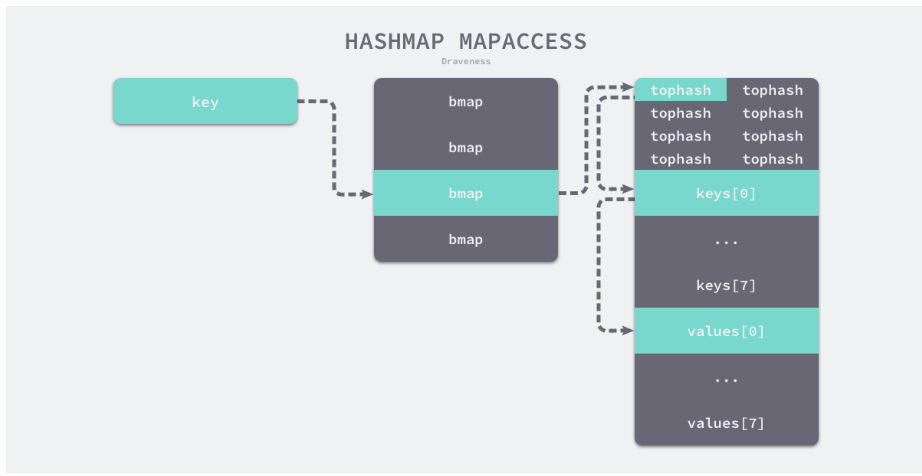 HASHMAP MAPACCESS
Draveness
key
bmap
bmap
bmap
bmap
tophash tophash
tophash tophash
tophash tophash
tophash tophash
keys[0]
...
keys[7]
values[0]
...
values[7]